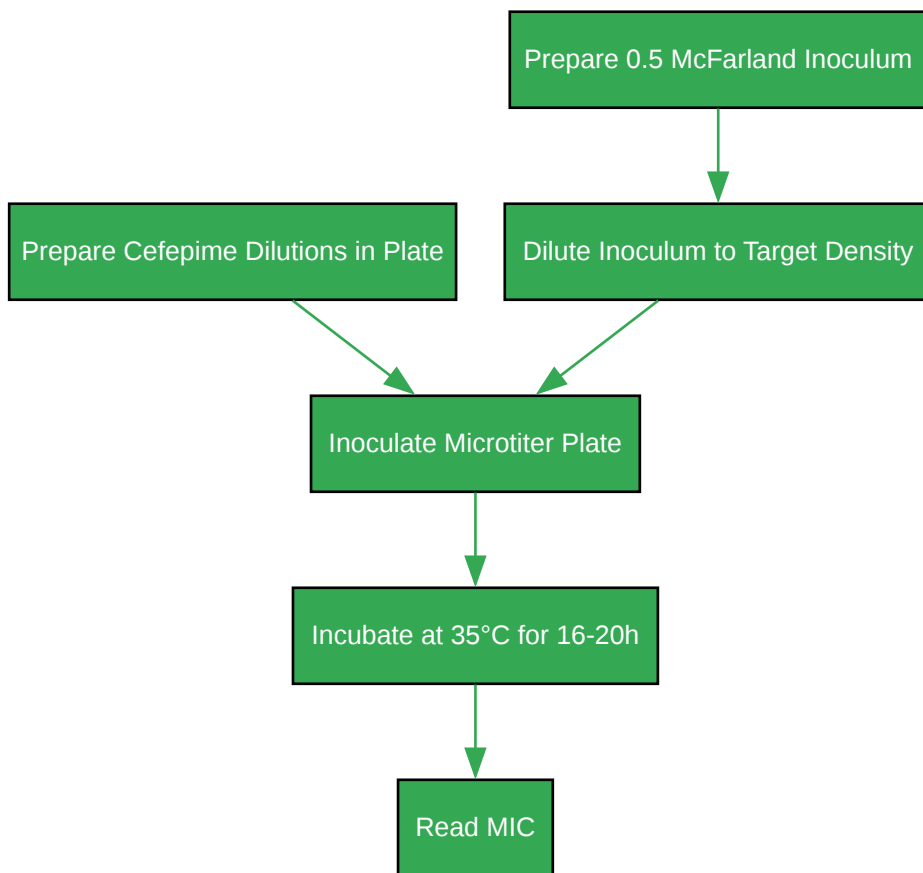 Prepare 0.5 McFarland Inoculum
Prepare Cefepime Dilutions in Plate
Dilute Inoculum to Target Density
Inoculate Microtiter Plate
Incubate at 35°C for 16-20h
Read MIC